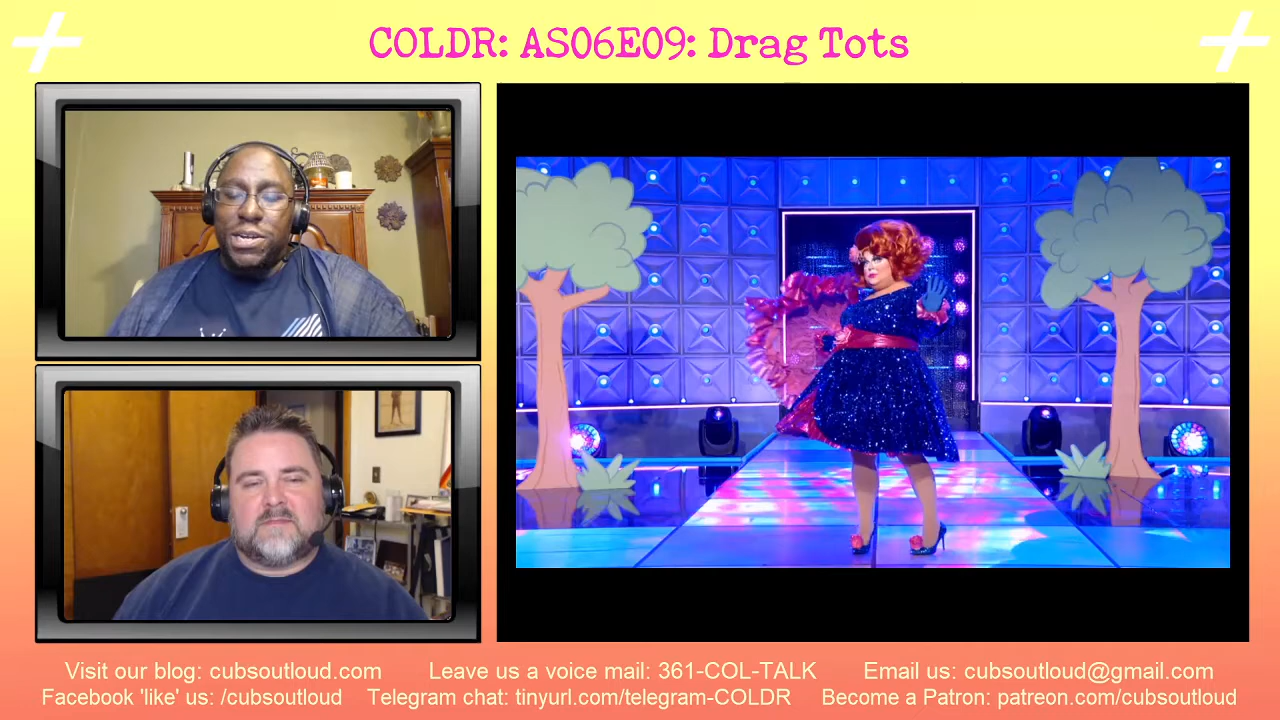 COLDR: AS06E09: Drag Tots
Visit our blog: cubsoutloud.com Leave us a voice mail: 361-COL-TALK Email us: cubsoutloud@gmail.com
Facebook 'like' us: /cubsoutloud Telegram chat: tinyurl.com/telegram-COLDR Become a Patron: patreon.com/cubsoutloud